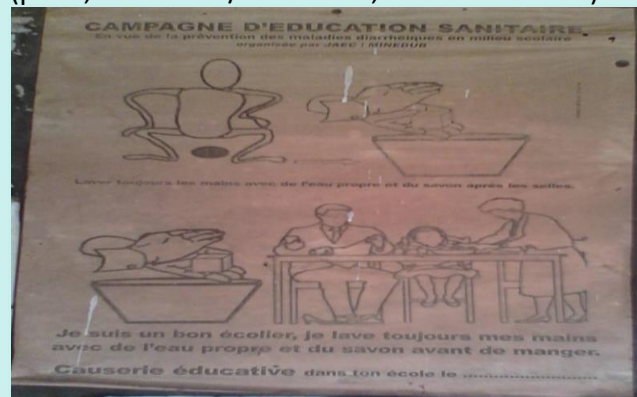 CAMPAGNE D'EDUCATION SANITAIRE
En vue de la prévention des maladies diarrhéiques en milieu scolaire
organisée par JAEC : MINEDUB
Laver toujours les mains avec de l'eau propre et du savon après les selles.
Je suis un bon écolier, je lave toujours mes mains
avec de l'eau propre et du savon avant de manger.
Causerie éducative dans ton école le ........................